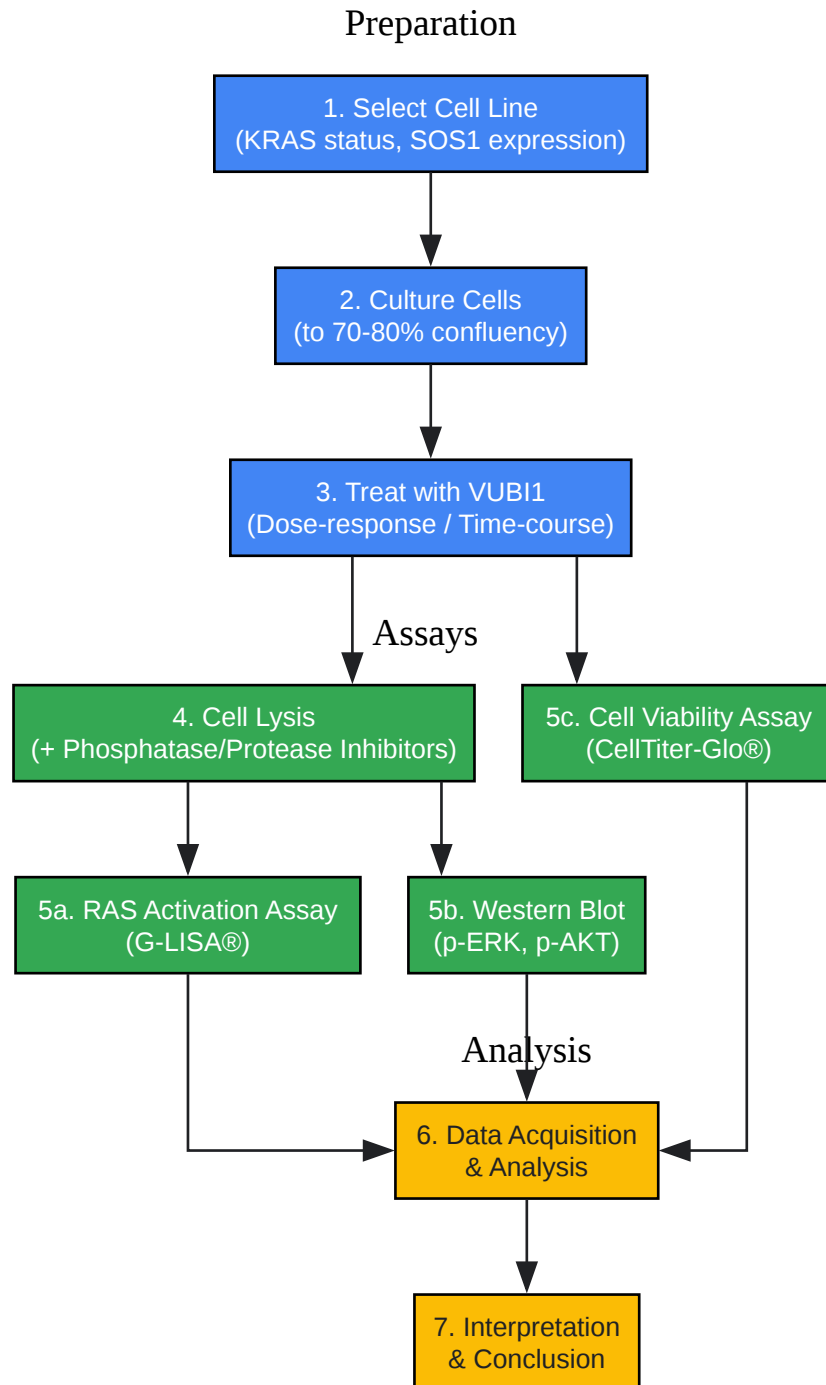 Preparation
1. Select Cell Line
(KRAS status, SOS1 expression)
2. Culture Cells
(to 70-80% confluency)
3. Treat with VUBI1
(Dose-response / Time-course)
Assays
4. Cell Lysis
(+ Phosphatase/Protease Inhibitors)
5c. Cell Viability Assay
(CellTiter-Glo®)
5a. RAS Activation Assay
(G-LISA®)
5b. Western Blot
(p-ERK, p-AKT)
Analysis
6. Data Acquisition
& Analysis
7. Interpretation
& Conclusion